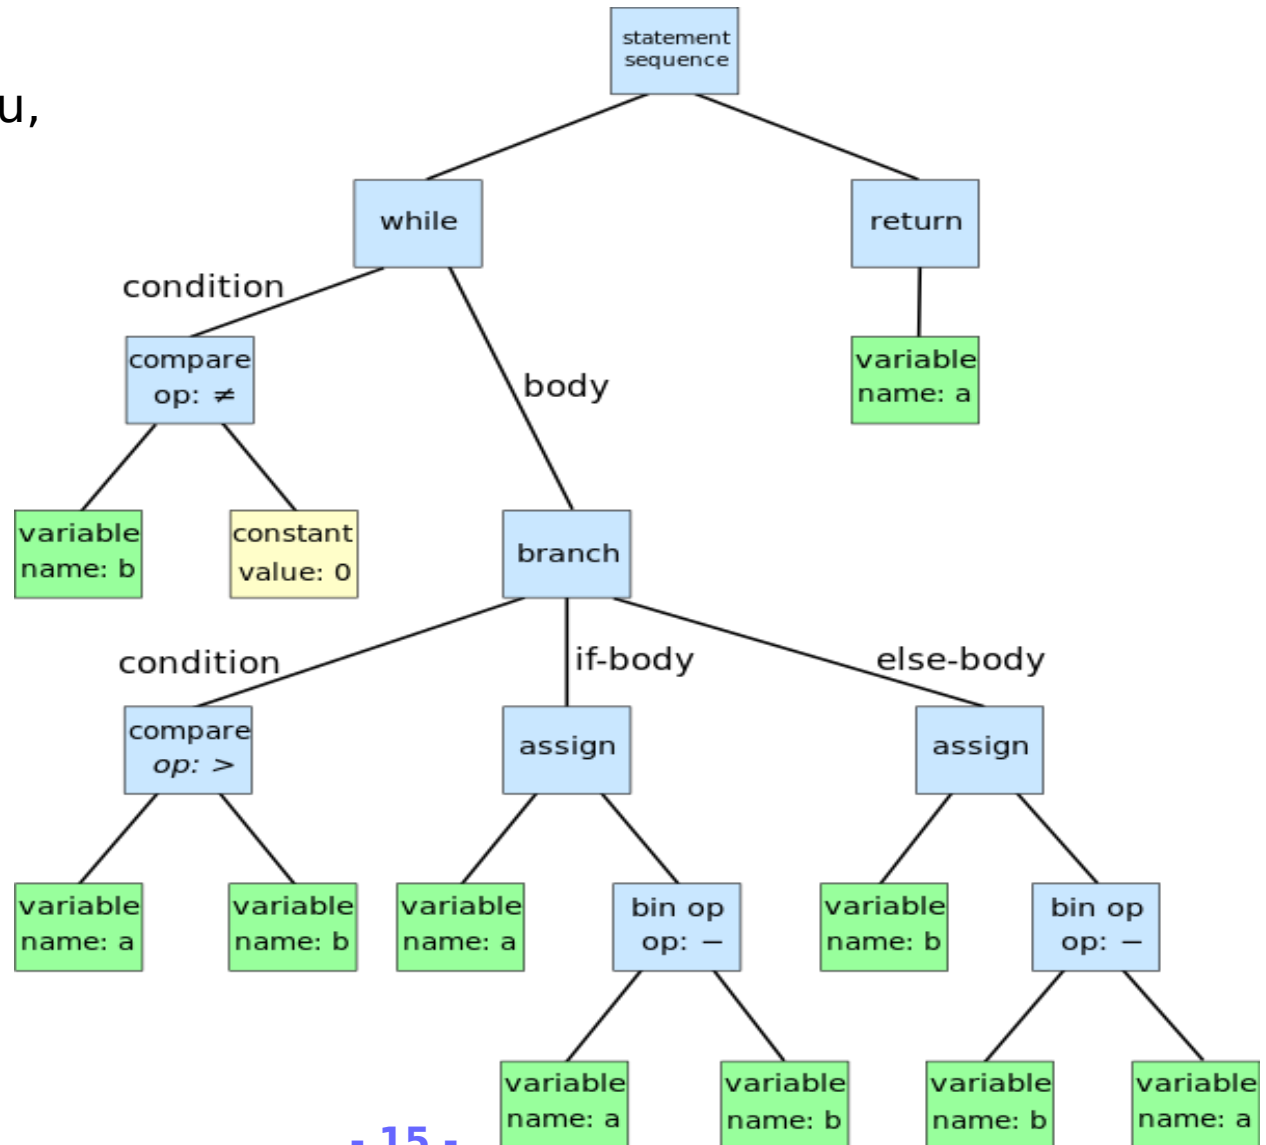 statement
sequence
u,
while
return
condition
compare
op: ≠
body
variable
name: a
variable
name: b
constant
value: 0
branch
condition
if-body
else-body
compare
op: >
assign
assign
variable
name: a
variable
name: b
variable
name: a
bin op
op: −
variable
name: b
bin op
op: −
variable
name: a
variable
name: b
variable
name: b
variable
name: a
- 15 -